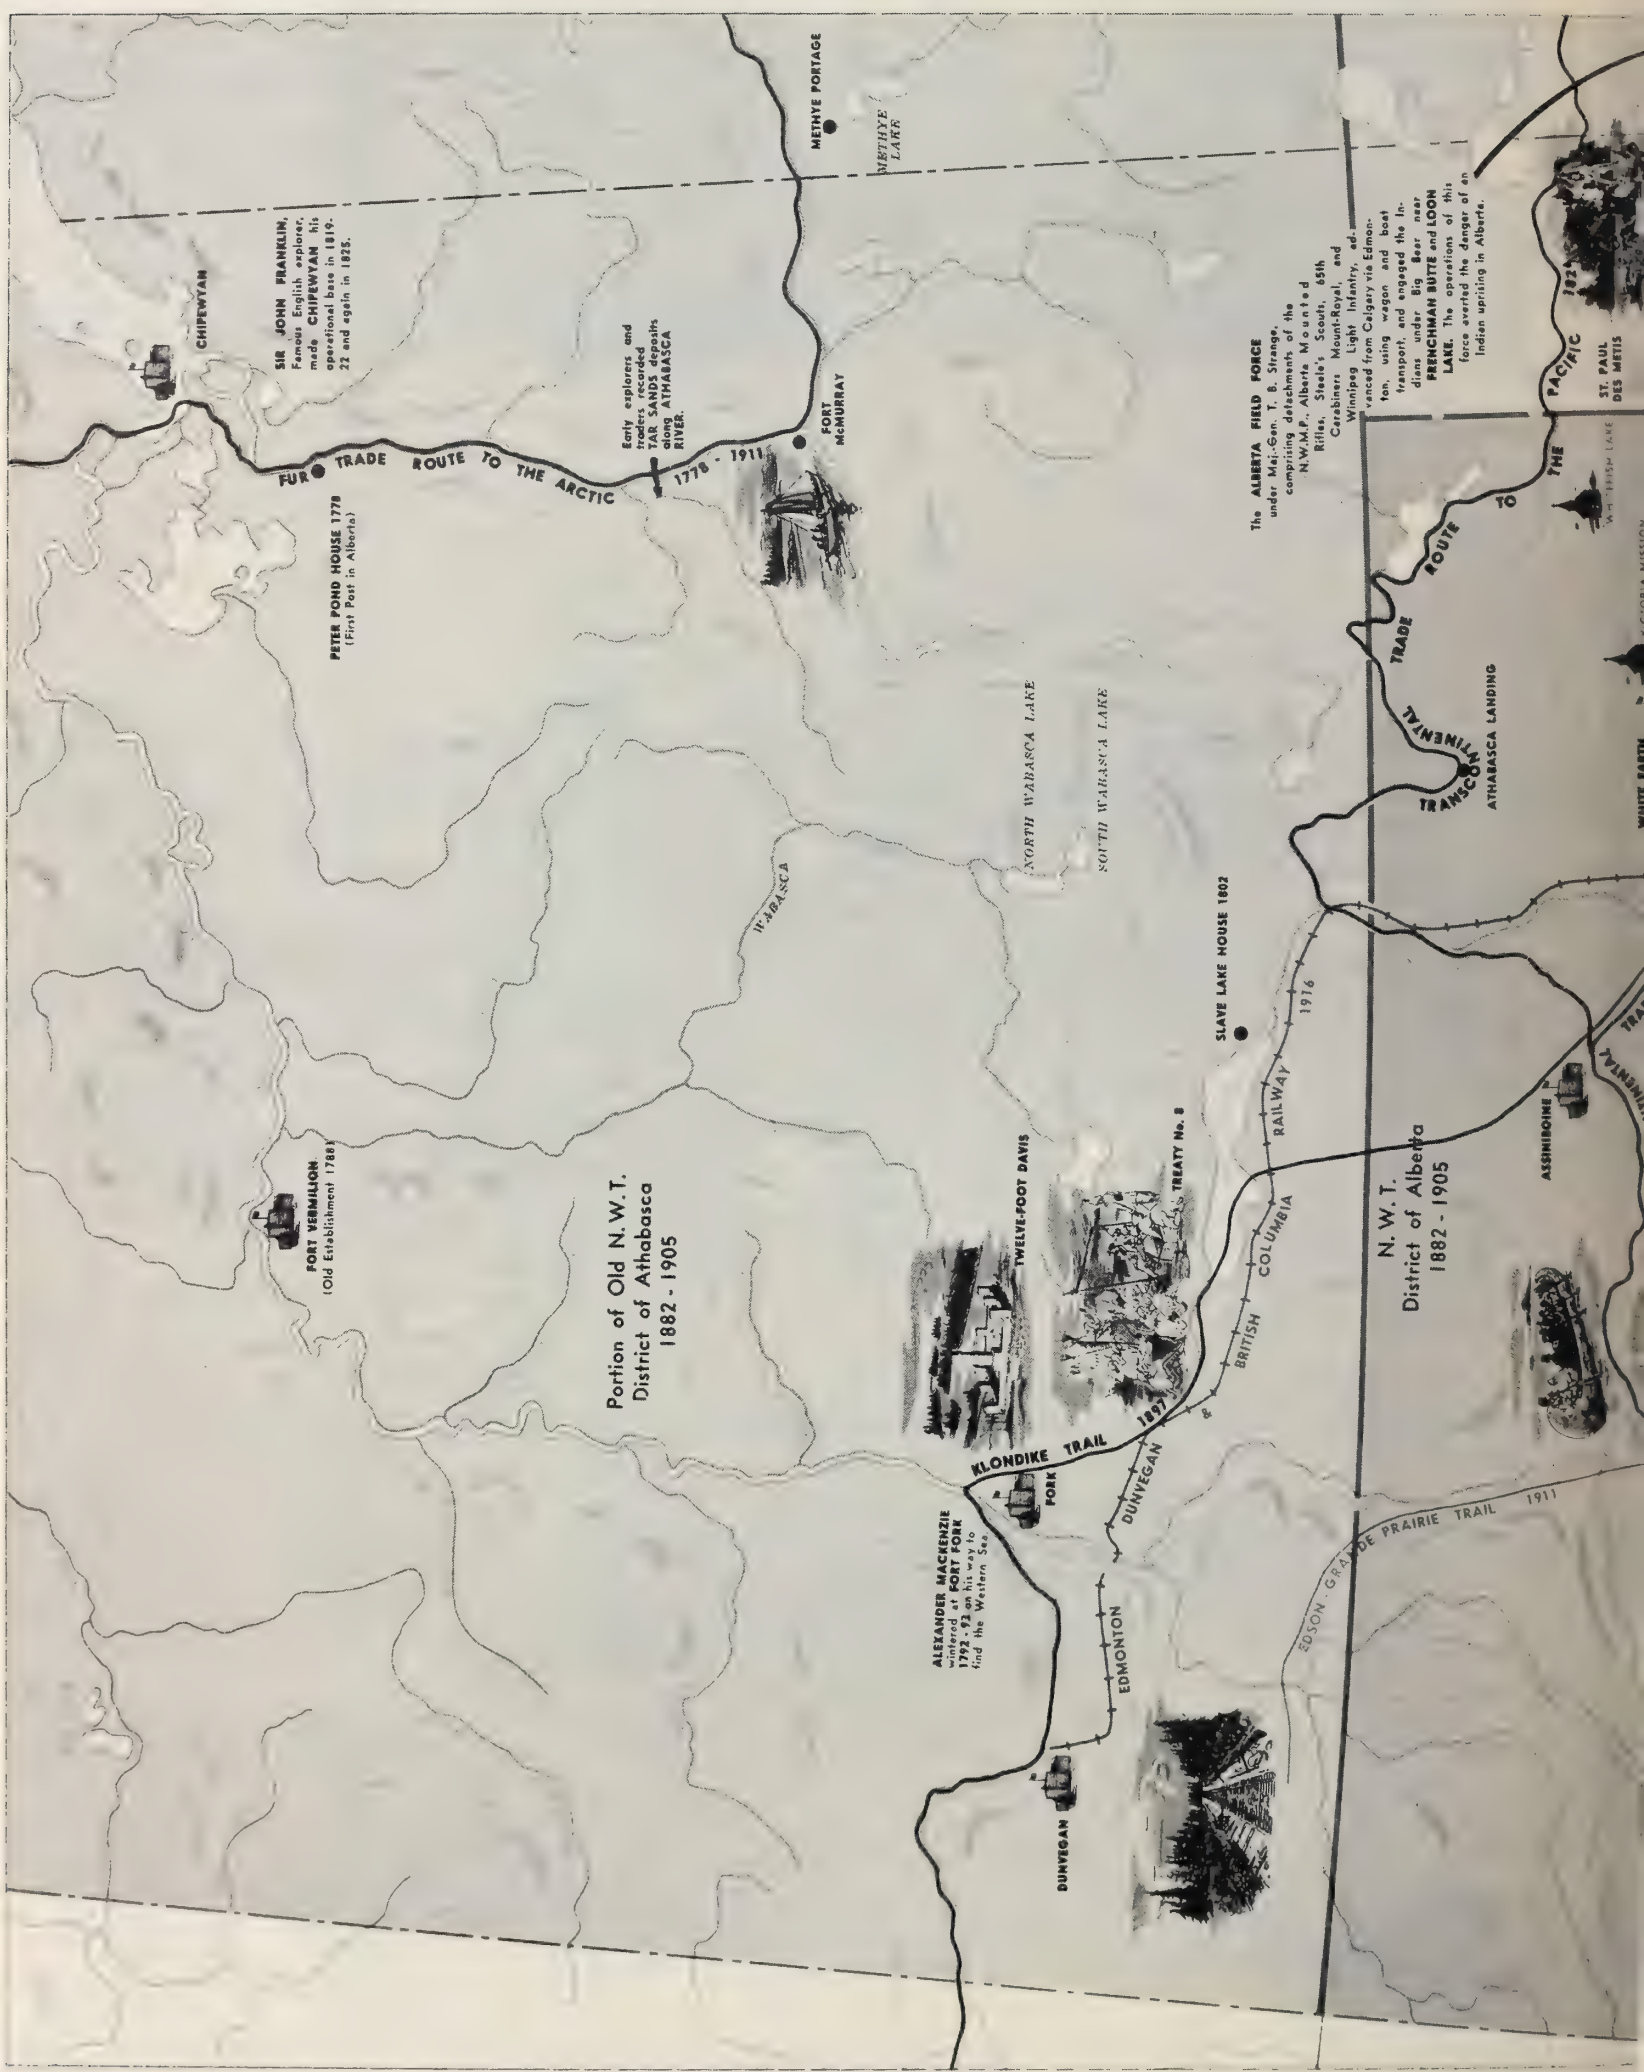 CHIPEWYAN
SIR JOHN FRANKLIN,
Famous English explorer,
made CHIPEWYAN his
operational base in 1819-
22 and again in 1825.
METHYE PORTAGE
METHYE
LAKE
FUR TRADE ROUTE TO THE ARCTIC
1778 - 1911
PETER POND HOUSE 1778
(First Post in Alberta)
Early explorers and
traders recorded
TAR SANDS deposits
along ATHABASCA
RIVER.
FORT
McMURRAY
FORT VERMILION
(Old Establishment 1788)
WABASCA
NORTH WABASCA LAKE
SOUTH WABASCA LAKE
Portion of Old N. W. T.
District of Athabasca
1882 - 1905
The ALBERTA FIELD FORCE
under Maj.-Gen. T. B. Strange,
comprising detachments of the
N.W.M.P., Alberta Mounted
Rifles, Steele's Scouts, 65th
Carabiners Mount-Royal, and
Winnipeg Light Infantry, ad-
venced from Calgary via Edmon-
ton, using wagon and boat
transport, and engaged the In-
dians under Big Bear near
FRENCHMAN BUTTE and LOON
LAKE. The operations of this
force averted the danger of an
Indian uprising in Alberta.
TRANSCONTINENTAL TRADE ROUTE TO THE PACIFIC
ST. PAUL
DES METIS
ATHABASCA LANDING
SLAVE LAKE HOUSE 1802
TWELVE-FOOT DAVIS
TREATY No. 8
KLONDIKE TRAIL 1897
FORK
ALEXANDER MACKENZIE
wintered at FORT FORK
1792 - 93 on his way to
find the Western Sea.
EDMONTON DUNVEGAN & BRITISH COLUMBIA RAILWAY 1916
DUNVEGAN
EDSON-GRANDE PRAIRIE TRAIL 1911
N. W. T.
District of Alberta
1882 - 1905
ASSINIBOINE
WHITEFISH LAKE